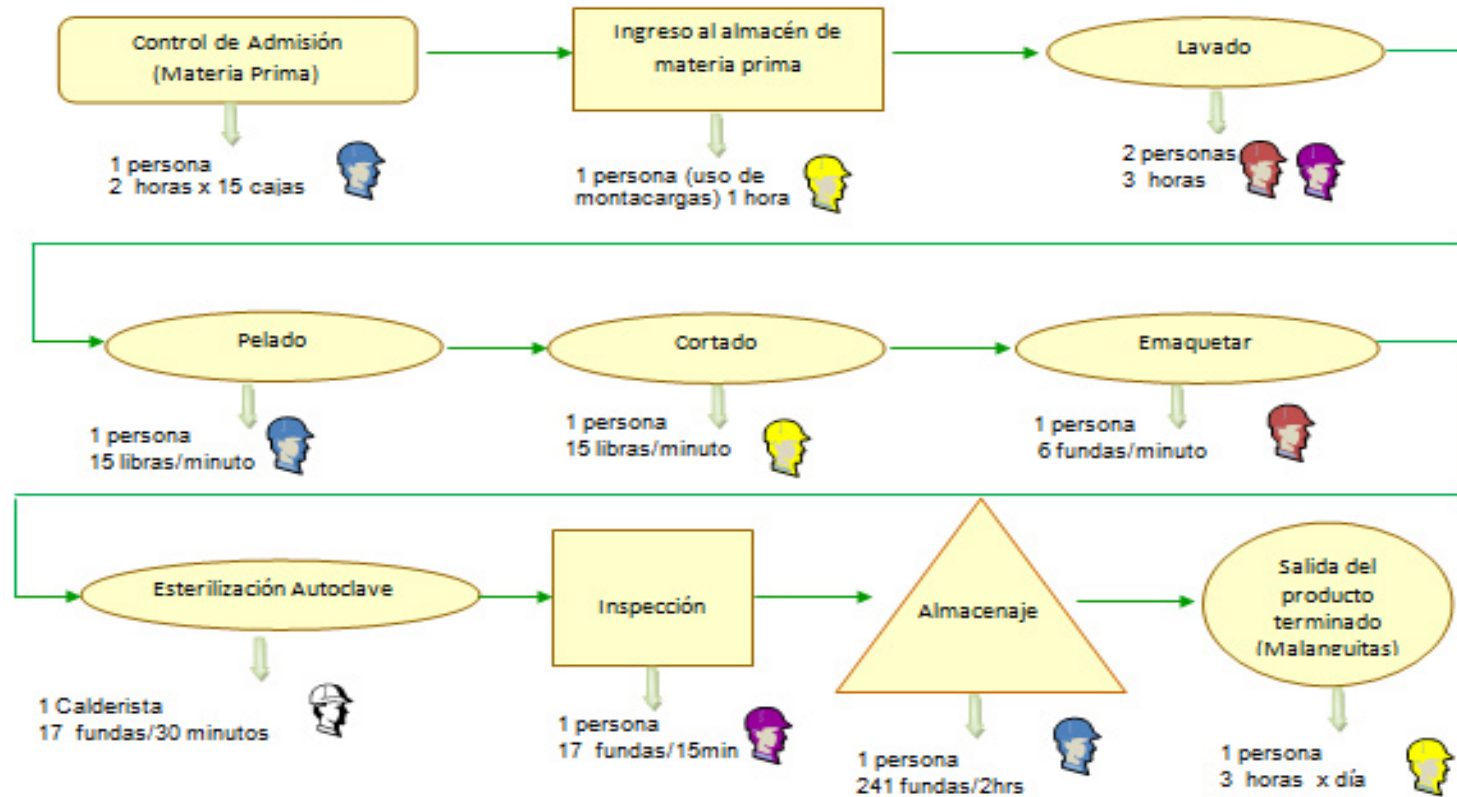 Control de Admisión
(Materia Prima)
Ingreso al almacén de
materia prima
Lavado
1 persona
2 horas x 15 cajas
1 persona (uso de
montacargas) 1 hora
2 personas
3 horas
Pelado
Cortado
Emaquetar
1 persona
15 libras/minuto
1 persona
15 libras/minuto
1 persona
6 fundas/minuto
Esterilización Autoclave
Inspección
Almacenaje
Salida del
producto
terminado
(Malanguitas)
1 Calderista
17 fundas/30 minutos
1 persona
17 fundas/15min
1 persona
241 fundas/2hrs
1 persona
3 horas x día